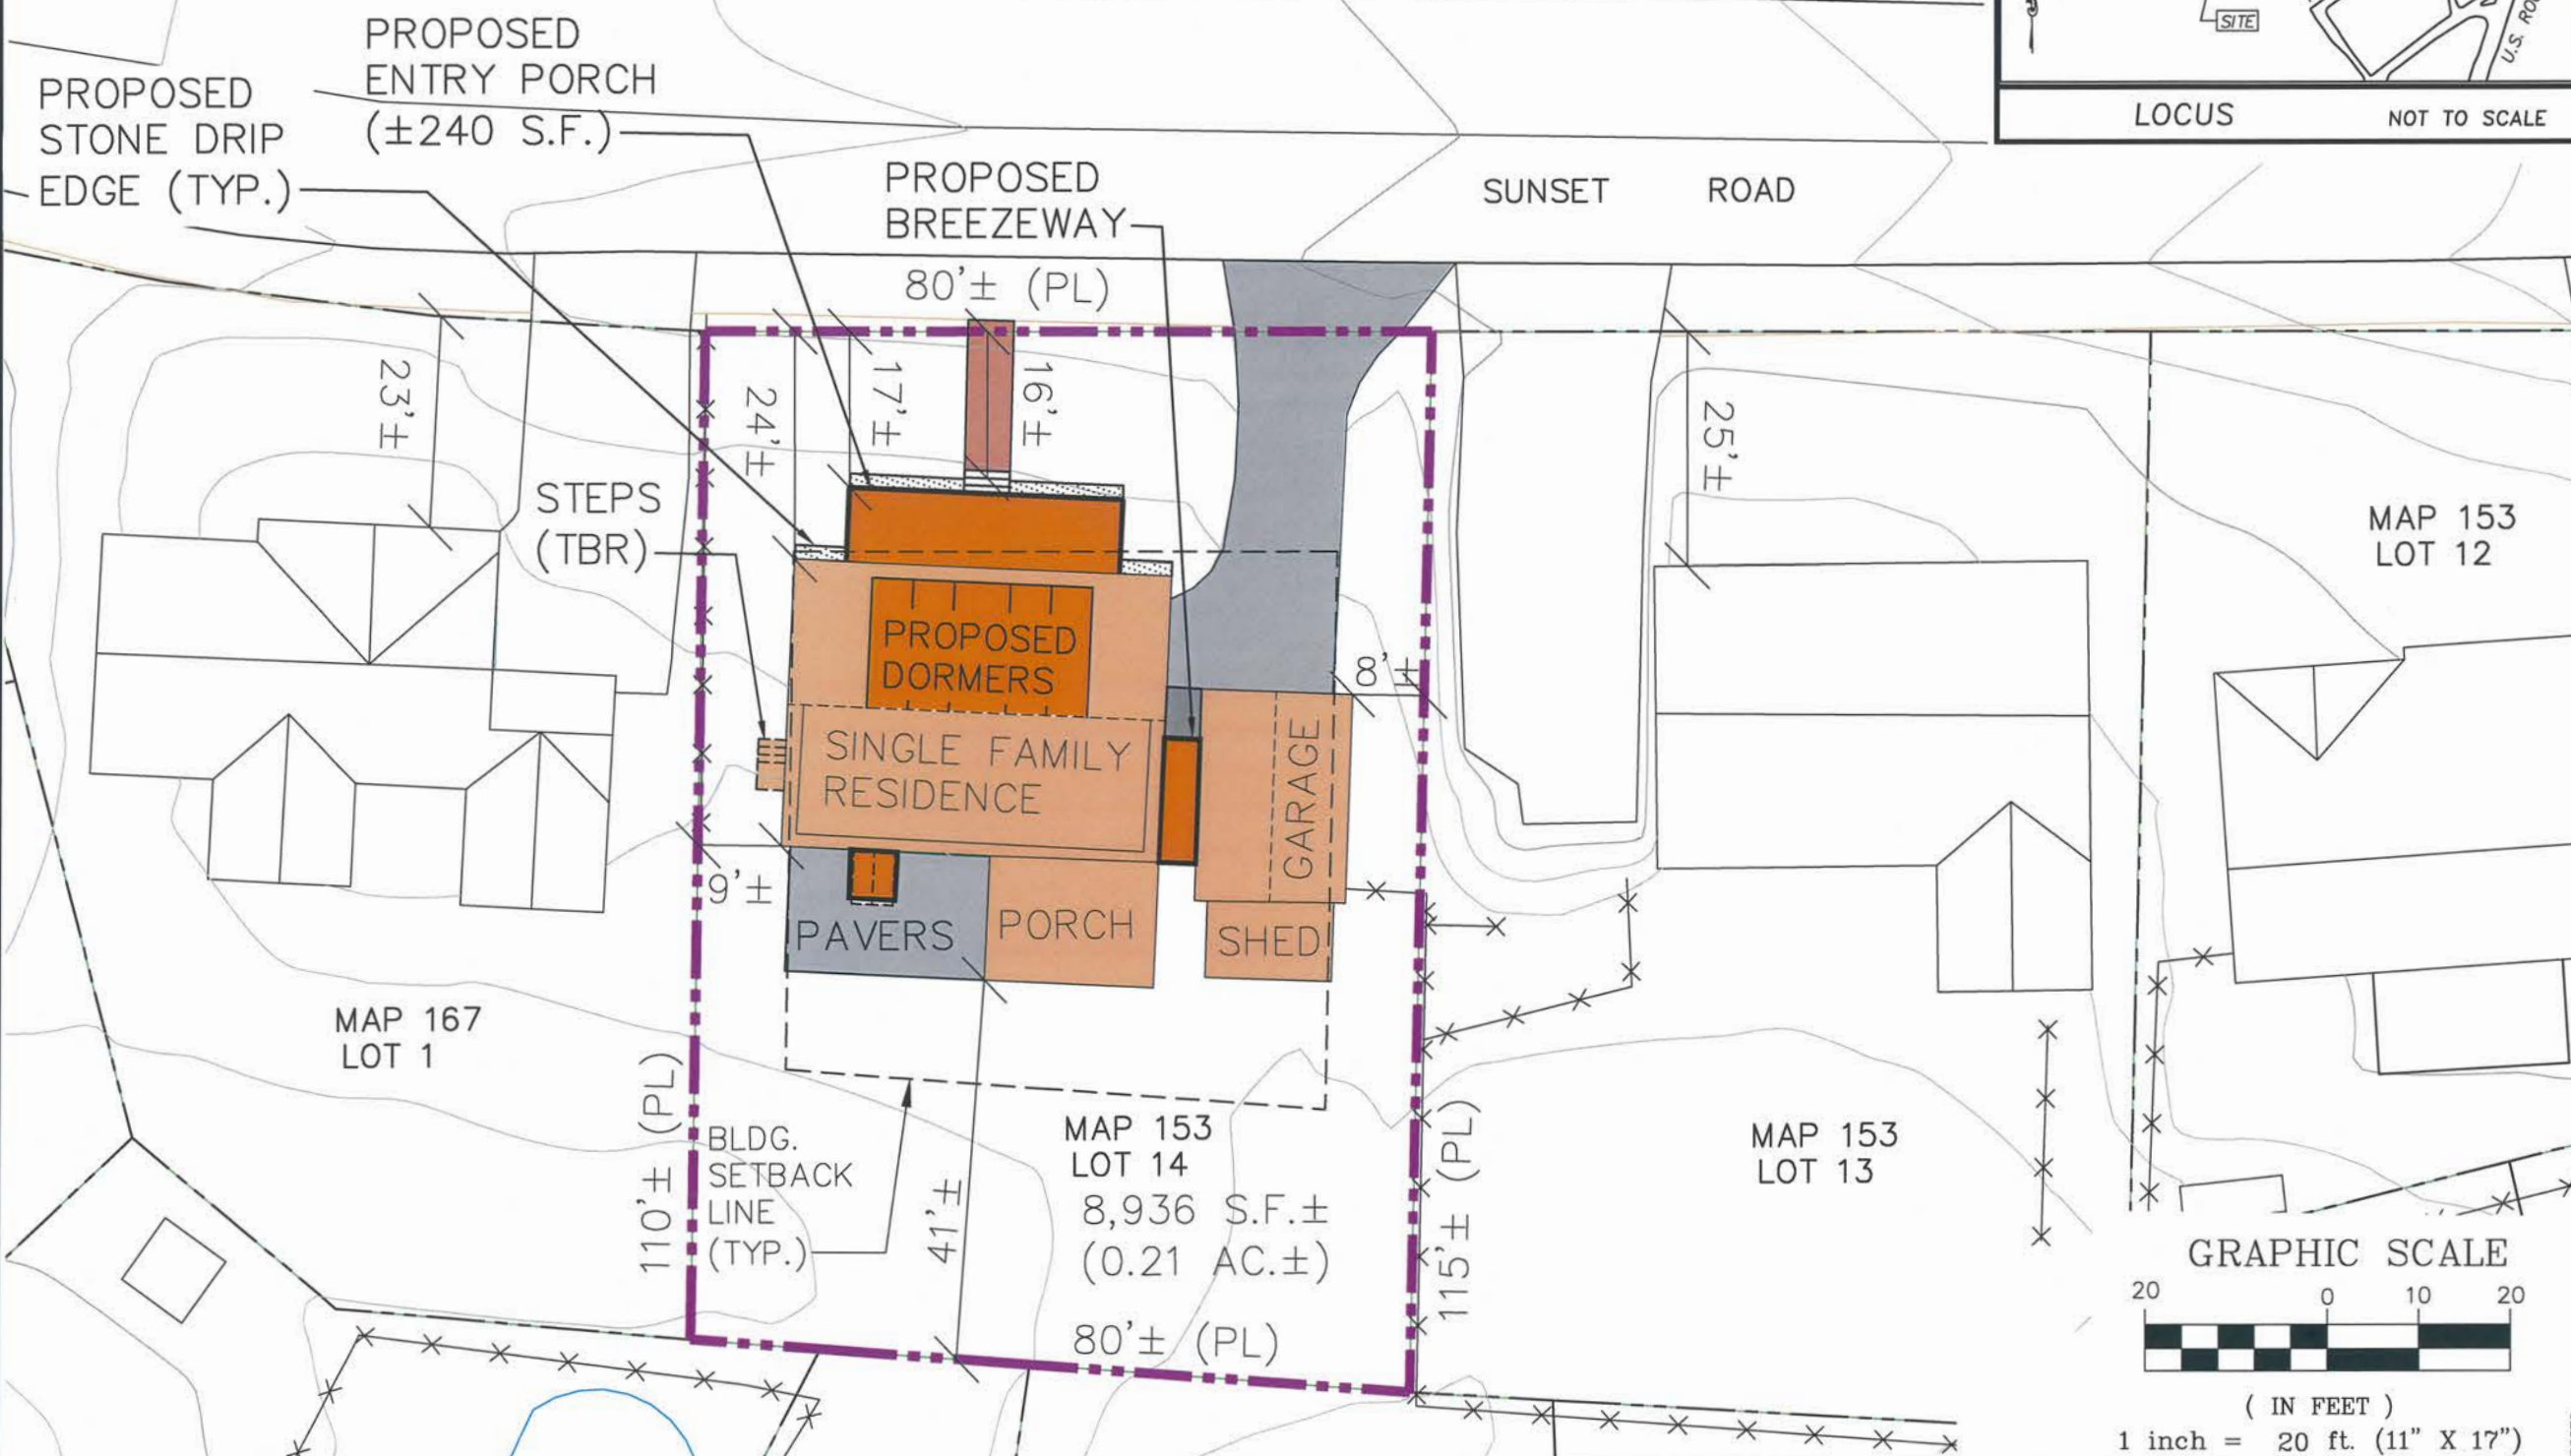 PROPOSED
STONE DRIP
EDGE (TYP.)
PROPOSED
ENTRY PORCH
(±240 S.F.)
PROPOSED
BREEZEWAY
SUNSET ROAD
SITE
U.S.
LOCUS NOT TO SCALE
80'± (PL)
23'±
24'±
17'±
16'±
25'±
STEPS
(TBR)
MAP 153
LOT 12
PROPOSED
DORMERS
8'±
SINGLE FAMILY
RESIDENCE
GARAGE
9'±
PAVERS
PORCH
SHED
MAP 167
LOT 1
110'± (PL)
BLDG.
SETBACK
LINE
(TYP.)
41'±
MAP 153
LOT 14
8,936 S.F.±
(0.21 AC.±)
80'± (PL)
115'± (PL)
MAP 153
LOT 13
GRAPHIC SCALE
20 0 10 20
( IN FEET )
1 inch = 20 ft. (11" X 17")